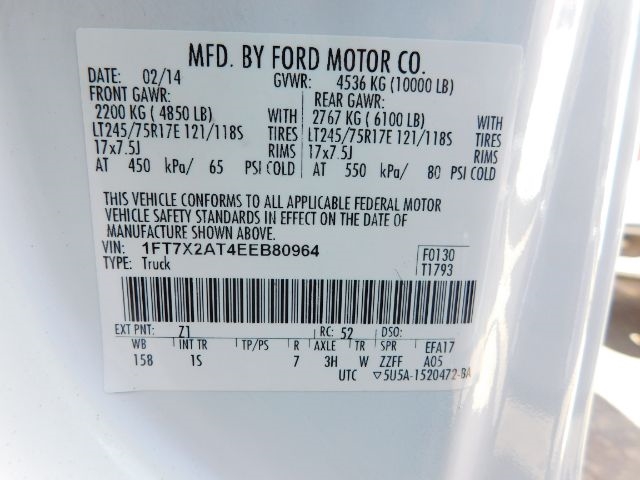 MFD. BY FORD MOTOR CO.
DATE: 02/14 GVWR: 4536 KG (10000 LB)
FRONT GAWR: REAR GAWR:
2200 KG ( 4850 LB) WITH 2767 KG ( 6100 LB) WITH
LT245/75R17E 121/118S TIRES LT245/75R17E 121/118S TIRES
17x7.5J RIMS 17x7.5J RIMS
AT 450 kPa/ 65 PSI COLD AT 550 kPa/ 80 PSI COLD
THIS VEHICLE CONFORMS TO ALL APPLICABLE FEDERAL MOTOR
VEHICLE SAFETY STANDARDS IN EFFECT ON THE DATE OF
MANUFACTURE SHOWN ABOVE.
VIN: 1FT7X2AT4EEB80964 F0130
TYPE: Truck T1793
EXT PNT: Z1 RC: 52 DSO:
WB INT TR TP/PS R AXLE TR SPR EFA17
158 1S 7 3H W ZZFF A05
UTC ▽5U5A-1520472-BA